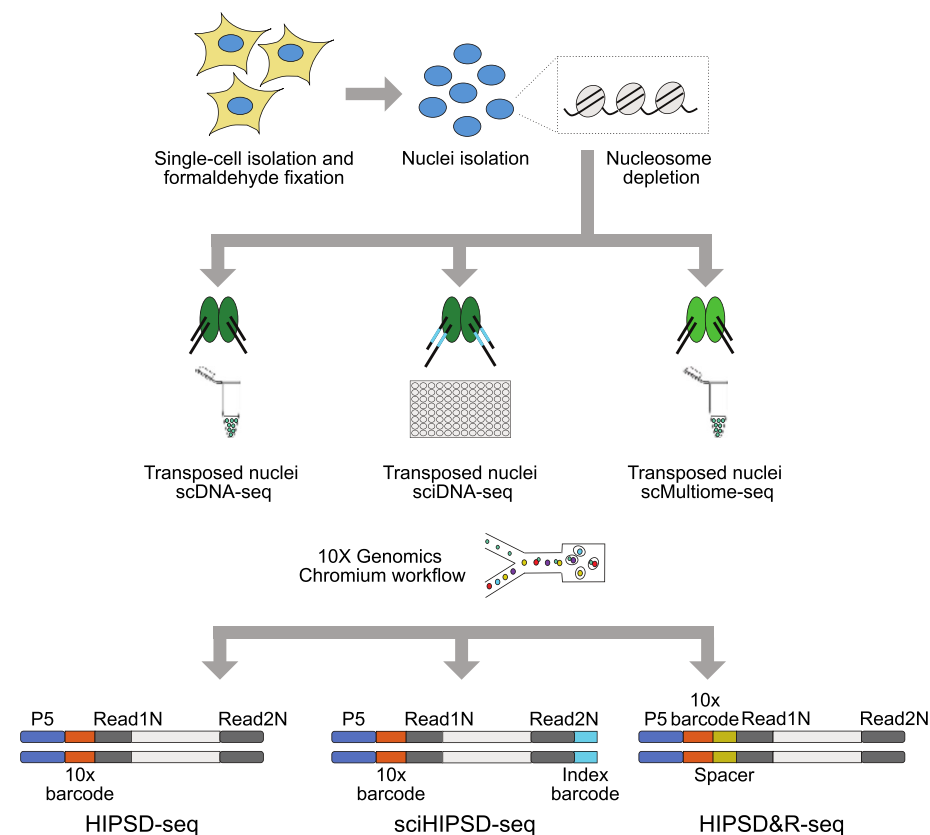 Single-cell isolation and
formaldehyde fixation
Nuclei isolation
Nucleosome
depletion
Transposed nuclei
scDNA-seq
Transposed nuclei
sciDNA-seq
Transposed nuclei
scMultiome-seq
10X Genomics
Chromium workflow
P5 Read1N Read2N
10x
barcode
HIPSD-seq
P5 Read1N Read2N
10x
barcode
Index
barcode
sciHIPSD-seq
10x
P5 barcode Read1N Read2N
Spacer
HIPSD&R-seq